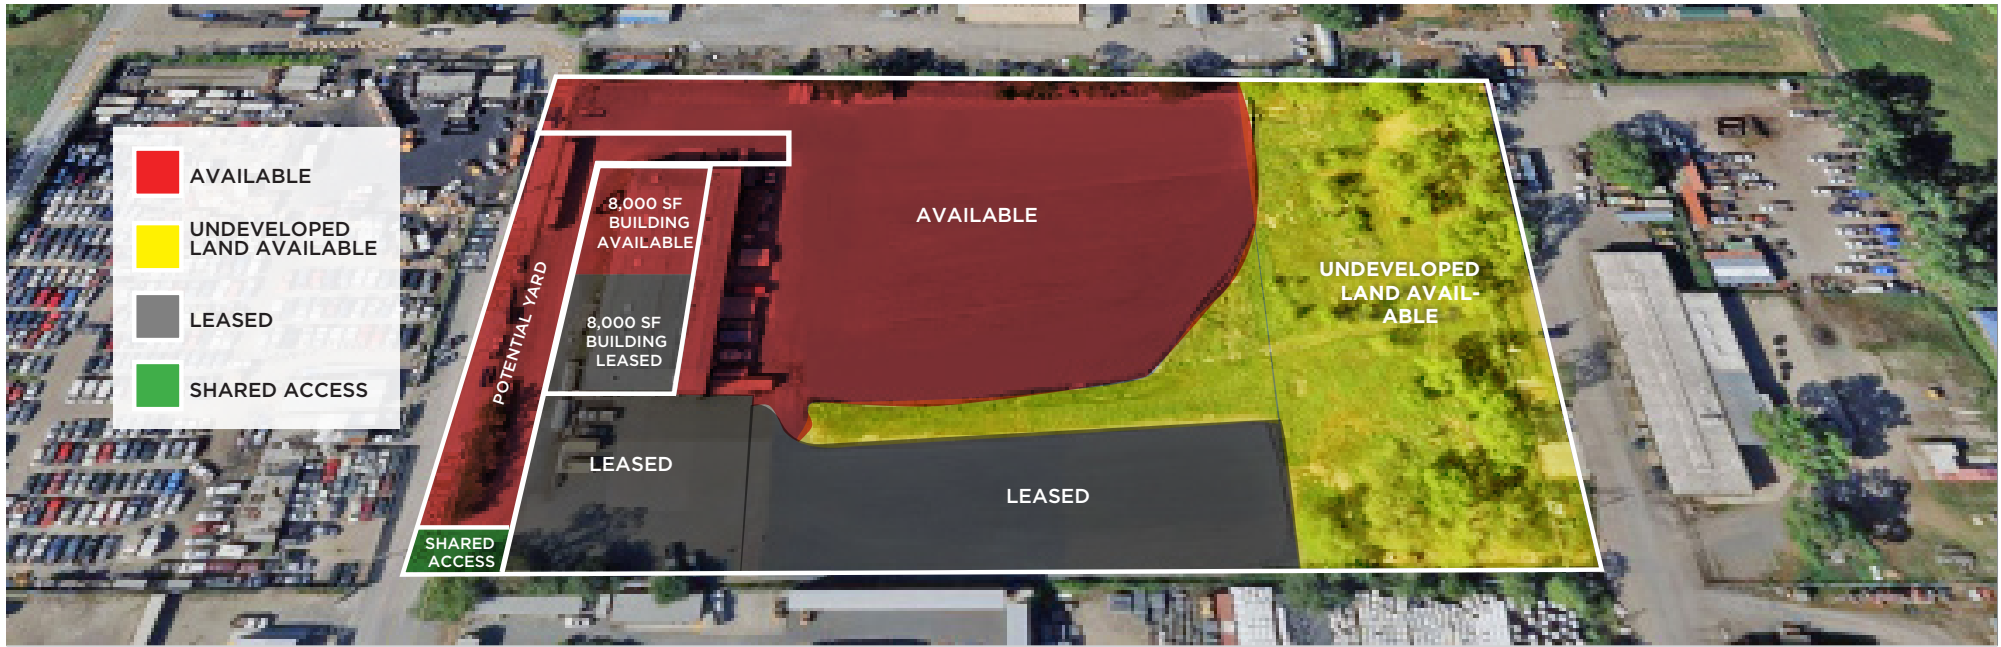 AVAILABLE
UNDEVELOPED
LAND AVAILABLE
LEASED
SHARED ACCESS
8,000 SF
BUILDING
AVAILABLE
8,000 SF
BUILDING
LEASED
POTENTIAL YARD
AVAILABLE
UNDEVELOPED
LAND AVAIL-
ABLE
LEASED
LEASED
SHARED
ACCESS